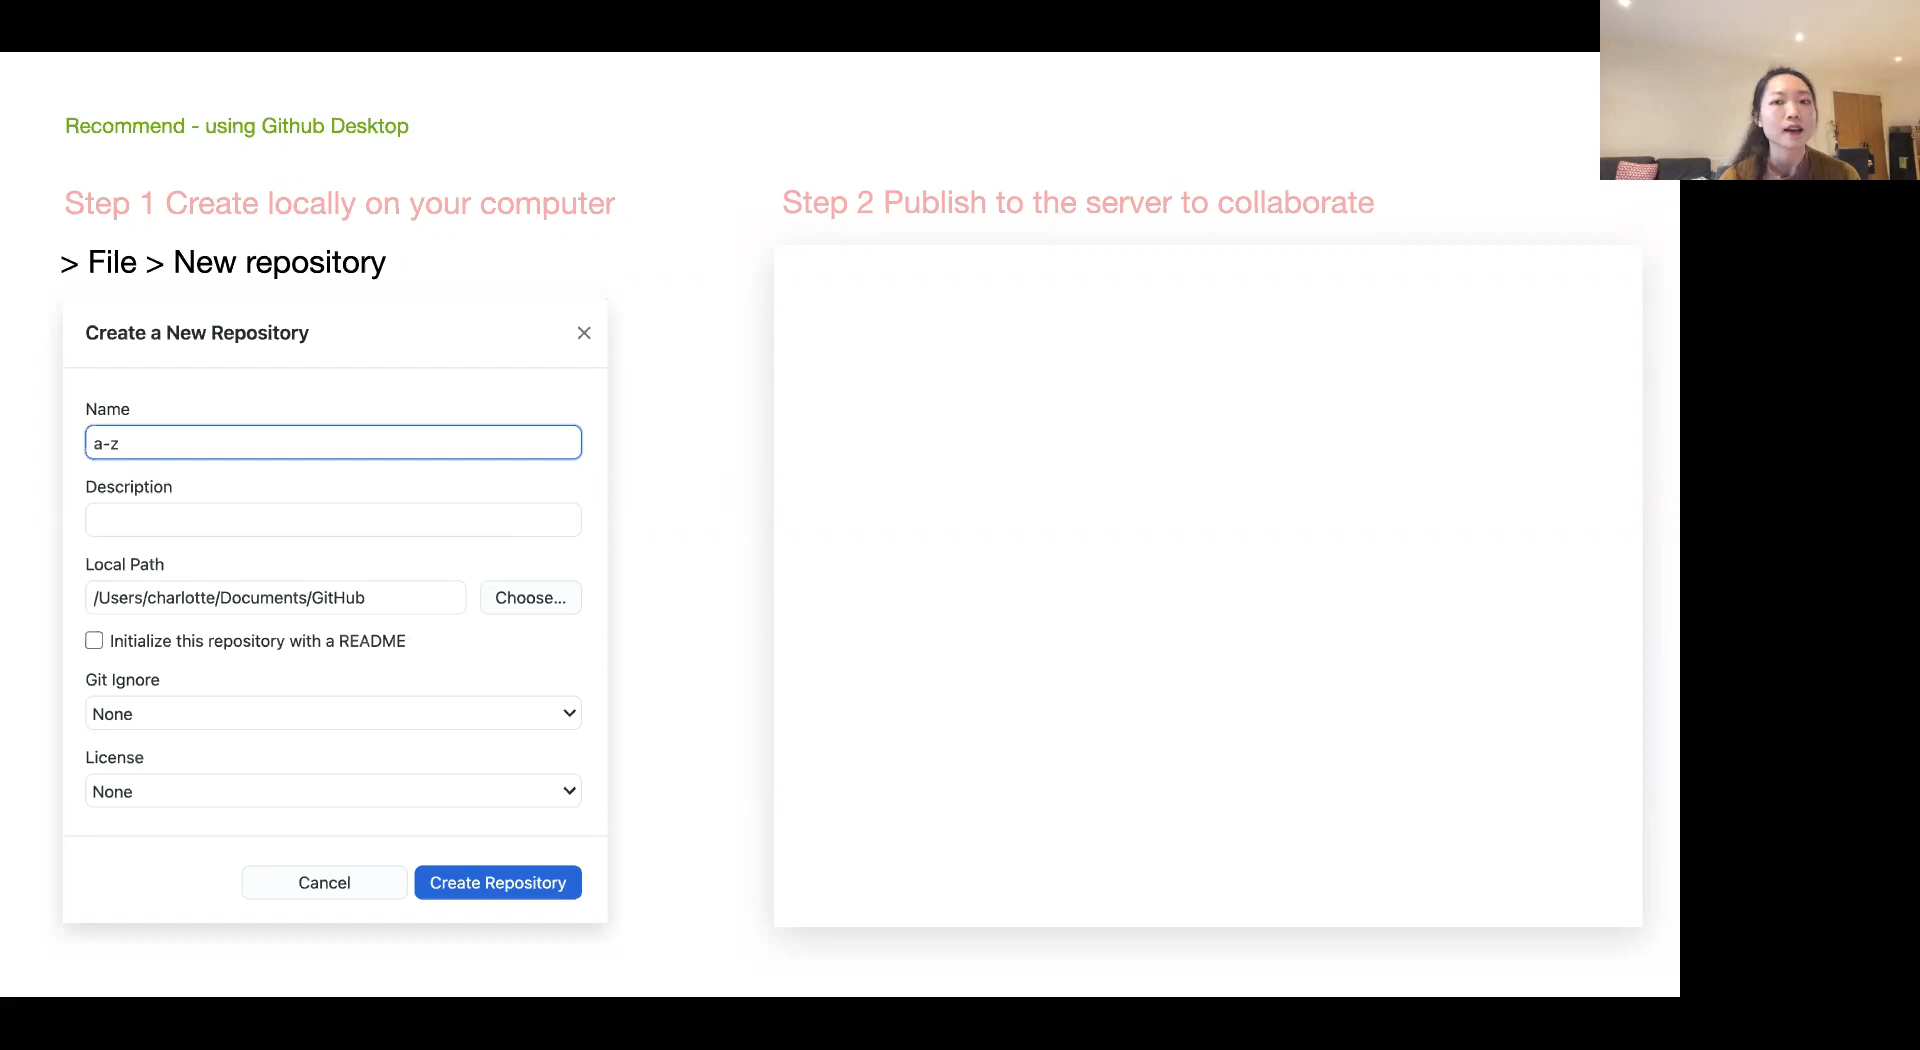 Recommend - using Github Desktop
Step 1 Create locally on your computer
> File > New repository
Create a New Repository
Name
a-z
Description
Local Path
/Users/charlotte/Documents/GitHub
Choose...
Initialize this repository with a README
Git Ignore
None
License
None
Cancel
Create Repository
Step 2 Publish to the server to collaborate